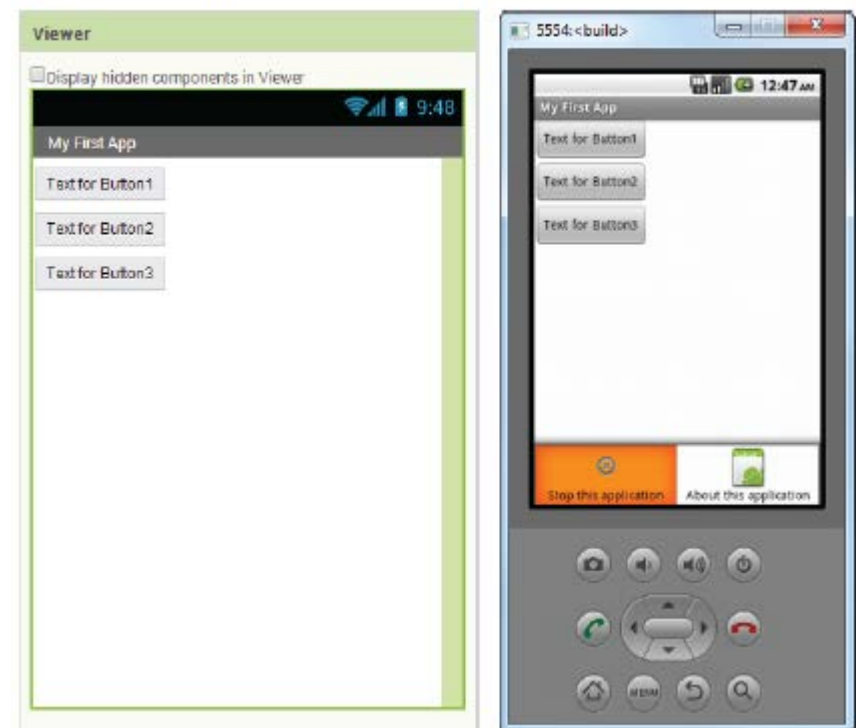 Viewer
Display hidden components in Viewer
9:48
My First App
Text for Button1
Text for Button2
Text for Button3
5554:<build>
12:47 AM
My First App
Text for Button1
Text for Button2
Text for Button3
Stop this application
About this application
MENU